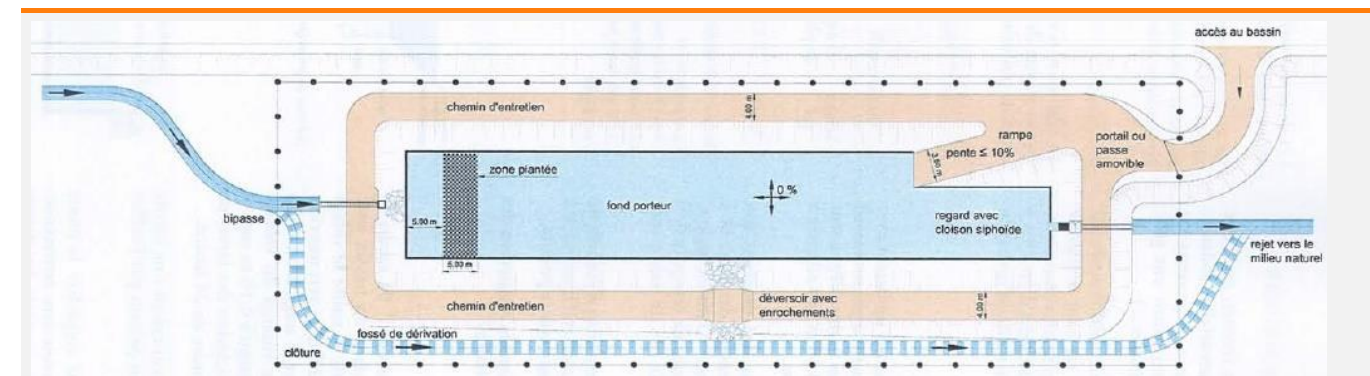 accès au bassin
chemin d'entretien
4.00 m
rampe
pente ≤ 10%
3.50 m
portail ou
passe
amovible
zone plantée
0 %
fond porteur
bipasse
5.00 m
5.00 m
regard avec
cloison siphoïde
rejet vers le
milieu naturel
chemin d'entretien
déversoir avec
enrochements
4.00 m
fossé de dérivation
clôture